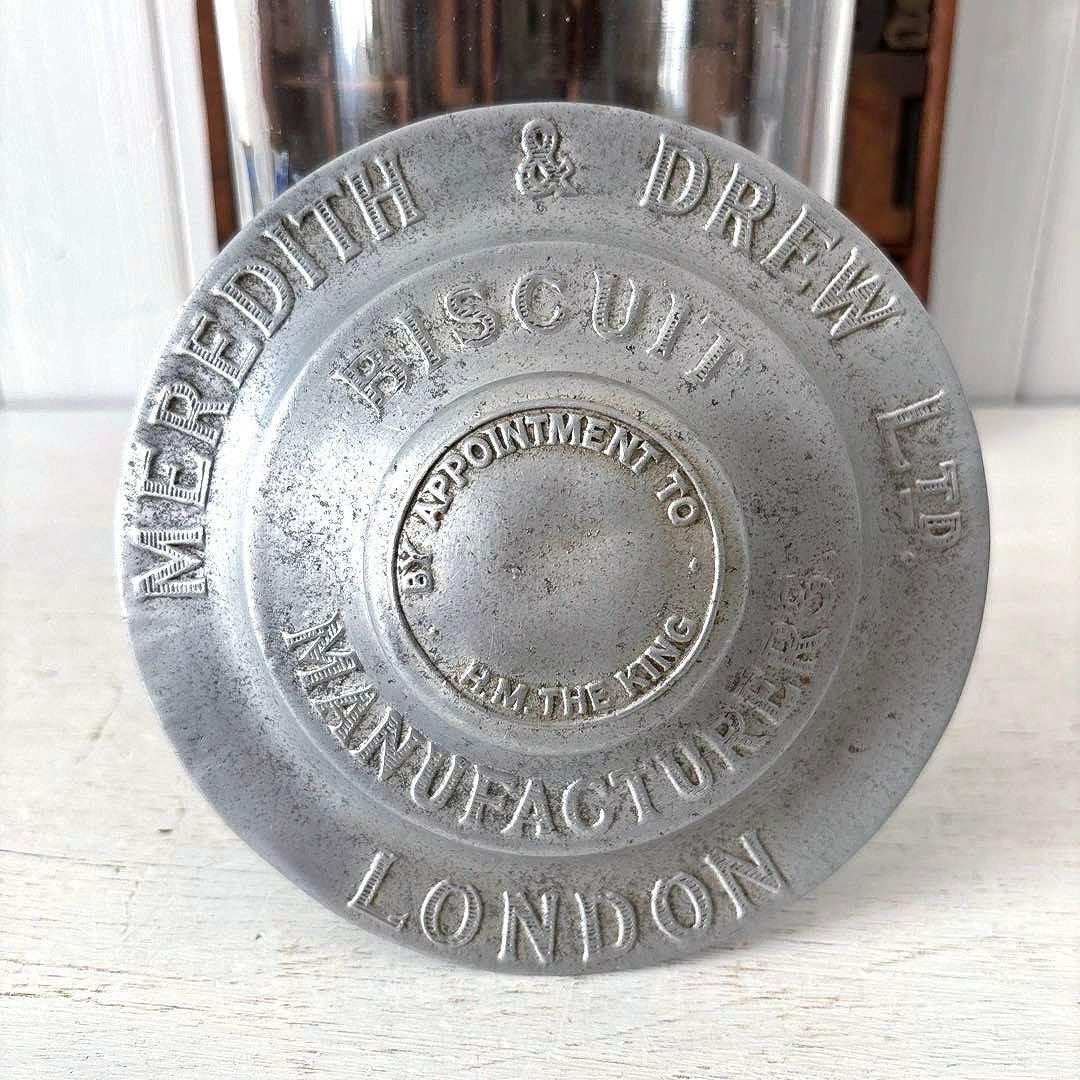 MEREDITH & DREW LTD.
LONDON
BISCUIT
MANUFACTURERS
BY APPOINTMENT TO
H.M. THE KING